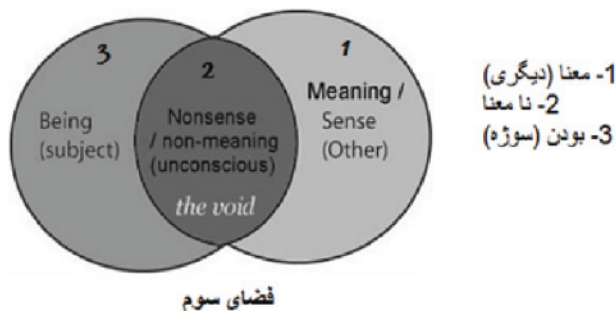 3
2
1
Being
(subject)
Nonsense
/ non-meaning
(unconscious)
the void
Meaning /
Sense
(Other)
1- معنا (دیگری)
2- نا معنا
3- بودن (سوژه)
فضای سوم